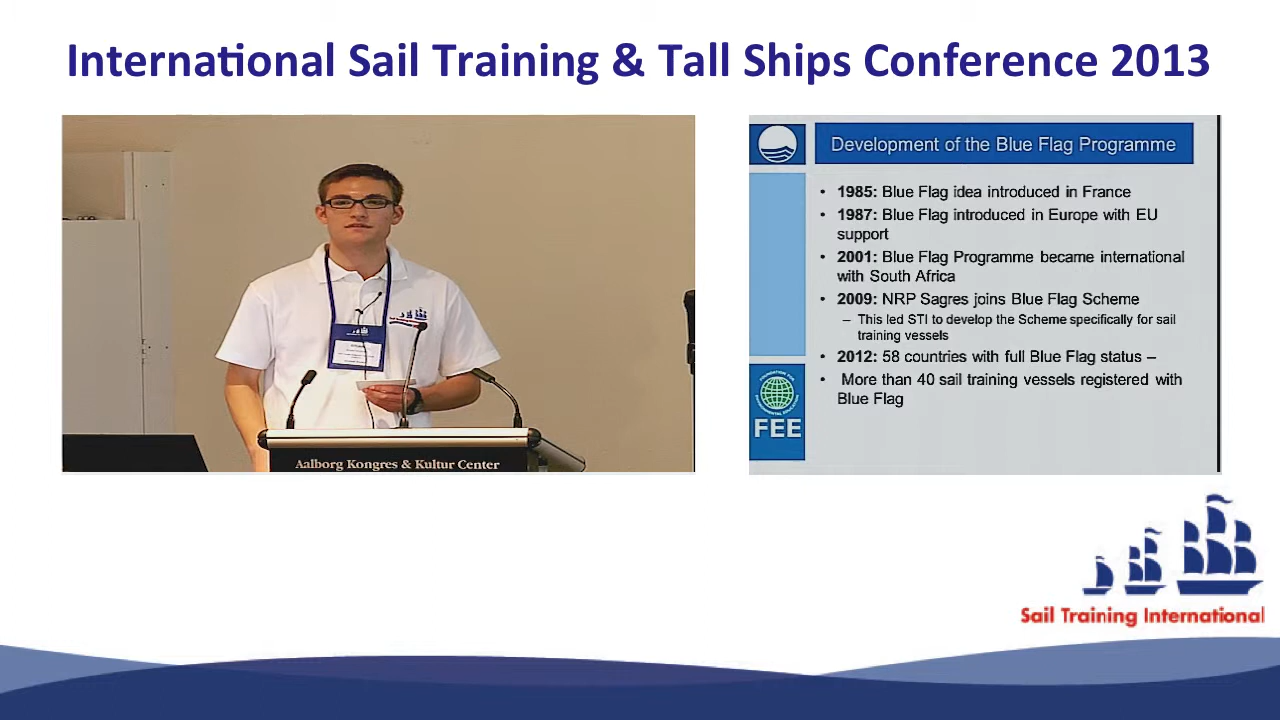 International Sail Training & Tall Ships Conference 2013
Aalborg Kongres & Kultur Center
Development of the Blue Flag Programme
• 1985: Blue Flag idea introduced in France
• 1987: Blue Flag introduced in Europe with EU
support
• 2001: Blue Flag Programme became international
with South Africa
• 2009: NRP Sagres joins Blue Flag Scheme
– This led STI to develop the Scheme specifically for sail
training vessels
• 2012: 58 countries with full Blue Flag status –
• More than 40 sail training vessels registered with
Blue Flag
FEE
Sail Training International